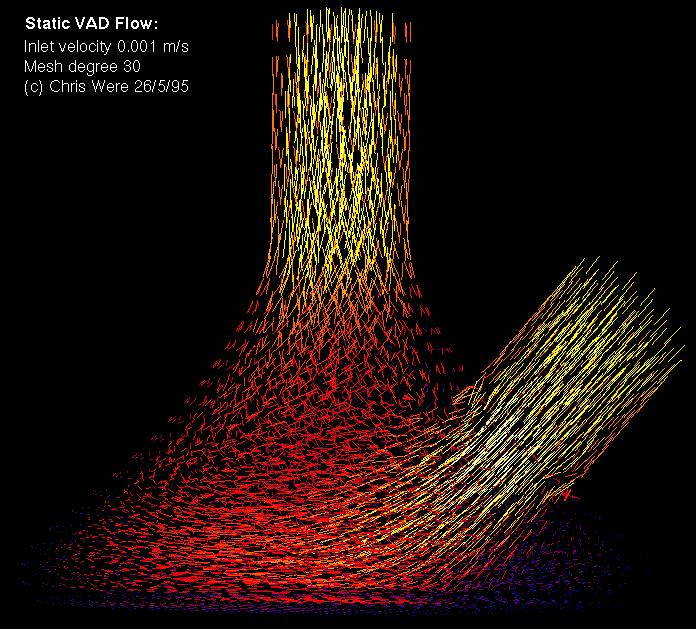 Static VAD Flow:
Inlet velocity 0.001 m/s
Mesh degree 30
(c) Chris Were 26/5/95